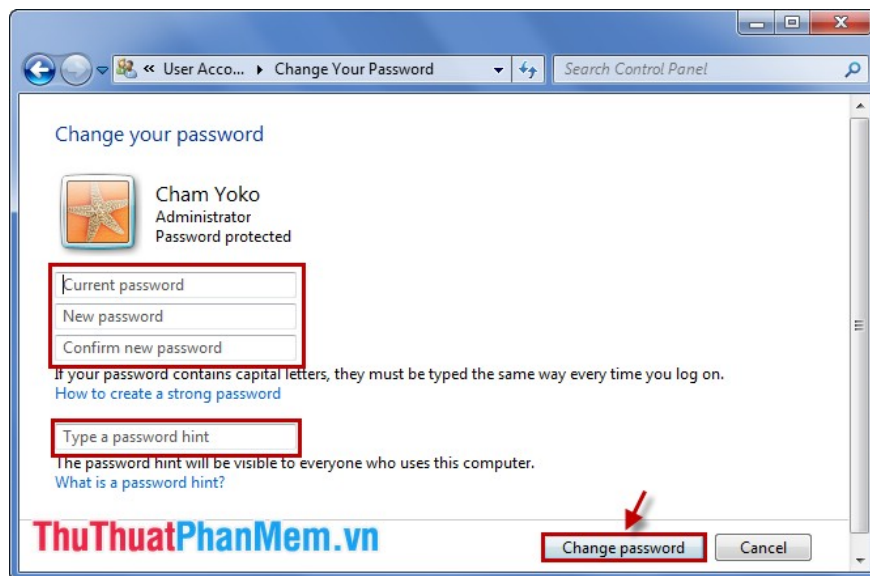 « User Acco... ▸ Change Your Password
Search Control Panel
Change your password
Cham Yoko
Administrator
Password protected
Current password
New password
Confirm new password
If your password contains capital letters, they must be typed the same way every time you log on.
How to create a strong password
Type a password hint
The password hint will be visible to everyone who uses this computer.
What is a password hint?
ThuThuatPhanMem.vn
Change password
Cancel